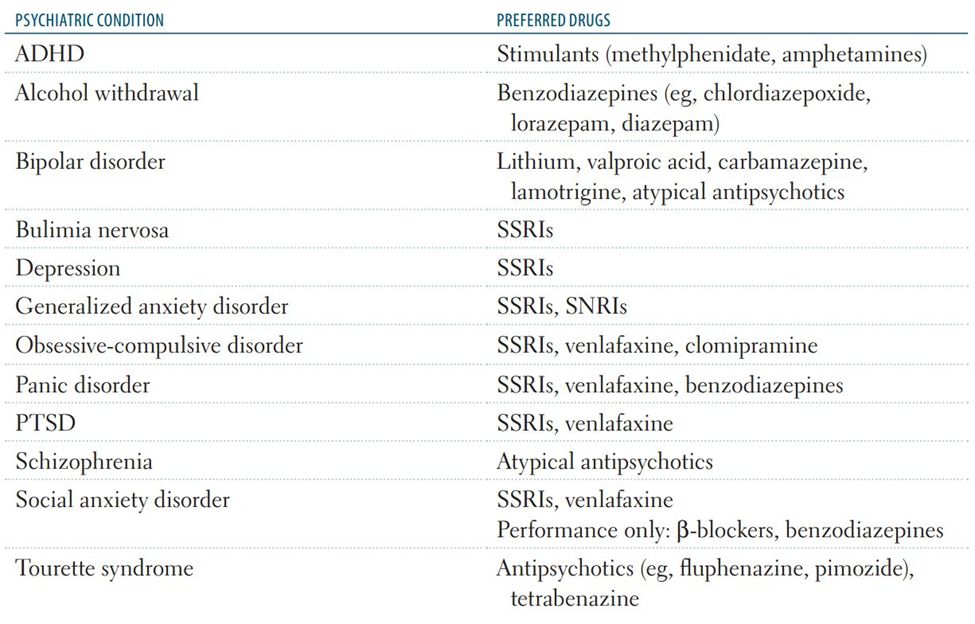 PSYCHIATRIC CONDITION PREFERRED DRUGS
ADHD Stimulants (methylphenidate, amphetamines)
Alcohol withdrawal Benzodiazepines (eg, chlordiazepoxide,
lorazepam, diazepam)
Bipolar disorder Lithium, valproic acid, carbamazepine,
lamotrigine, atypical antipsychotics
Bulimia nervosa SSRIs
Depression SSRIs
Generalized anxiety disorder SSRIs, SNRIs
Obsessive-compulsive disorder SSRIs, venlafaxine, clomipramine
Panic disorder SSRIs, venlafaxine, benzodiazepines
PTSD SSRIs, venlafaxine
Schizophrenia Atypical antipsychotics
Social anxiety disorder SSRIs, venlafaxine
Performance only: β-blockers, benzodiazepines
Tourette syndrome Antipsychotics (eg, fluphenazine, pimozide),
tetrabenazine